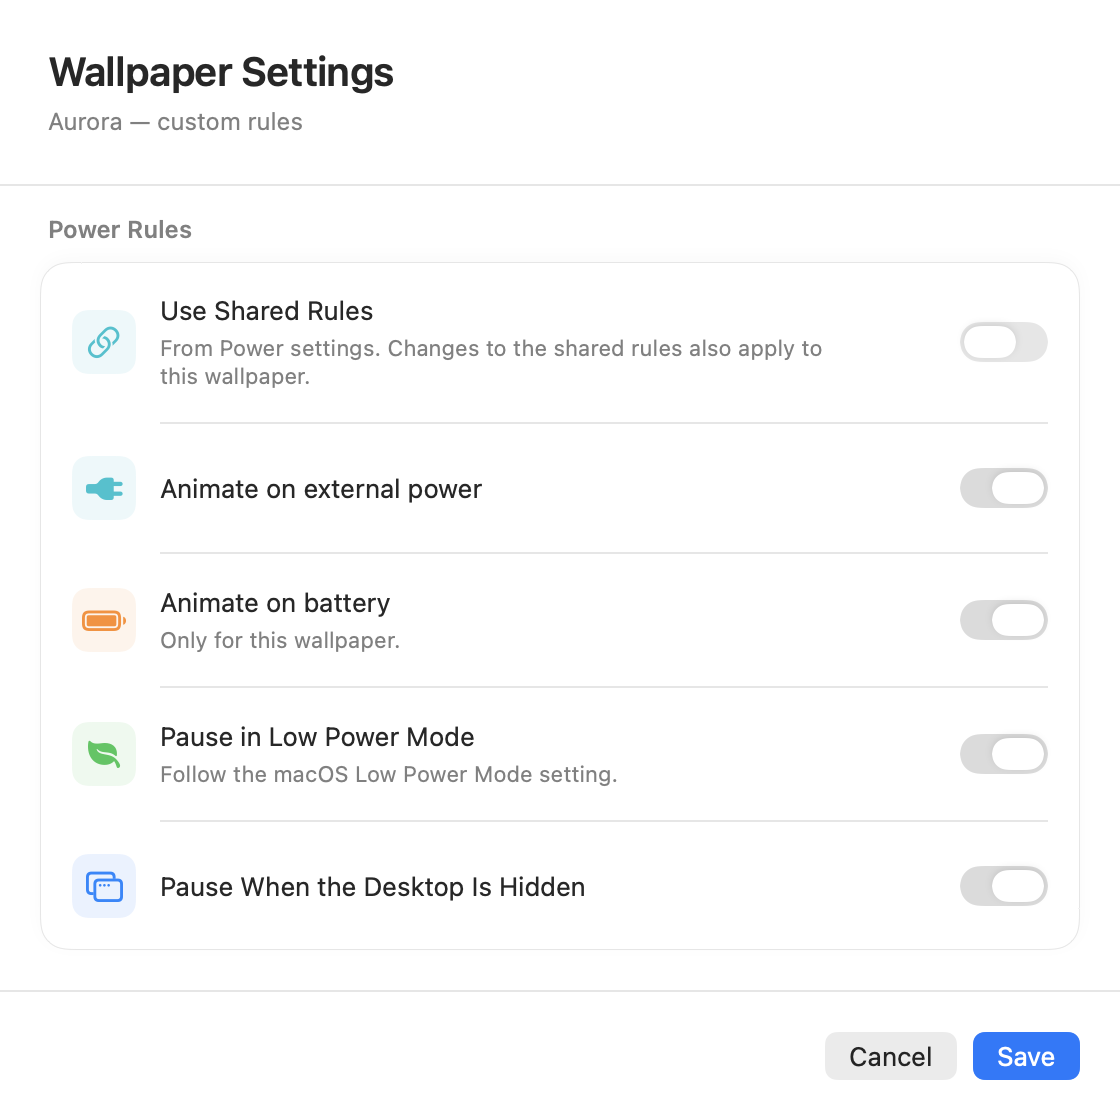 Wallpaper Settings
Aurora — custom rules
Power Rules
Use Shared Rules
From Power settings. Changes to the shared rules also apply to
this wallpaper.
Animate on external power
Animate on battery
Only for this wallpaper.
Pause in Low Power Mode
Follow the macOS Low Power Mode setting.
Pause When the Desktop Is Hidden
Cancel
Save